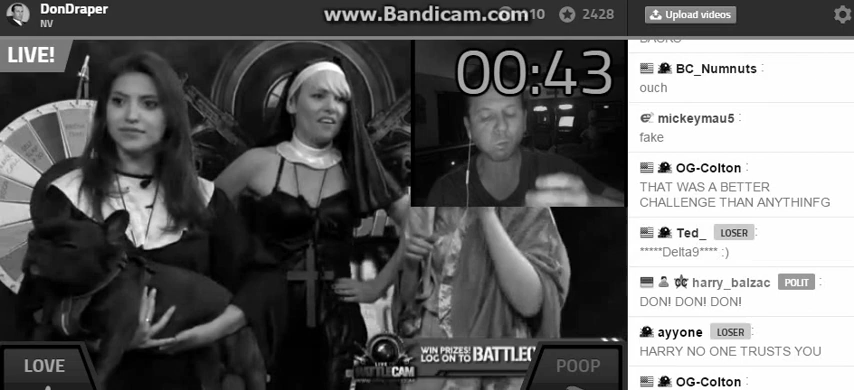 DonDraper
NV
www.Bandicam.com
10
2428
Upload videos
LIVE!
00:43
BC_Numnuts :
ouch
mickeymau5 :
fake
OG-Colton :
THAT WAS A BETTER
CHALLENGE THAN ANYTHINFG
Ted_ LOSER :
*****Delta9**** :)
harry_balzac POLIT :
DON! DON! DON!
ayyone LOSER :
HARRY NO ONE TRUSTS YOU
OG-Colton :
LOVE
WIN PRIZES!
LOG ON TO BATTLEC
POOP